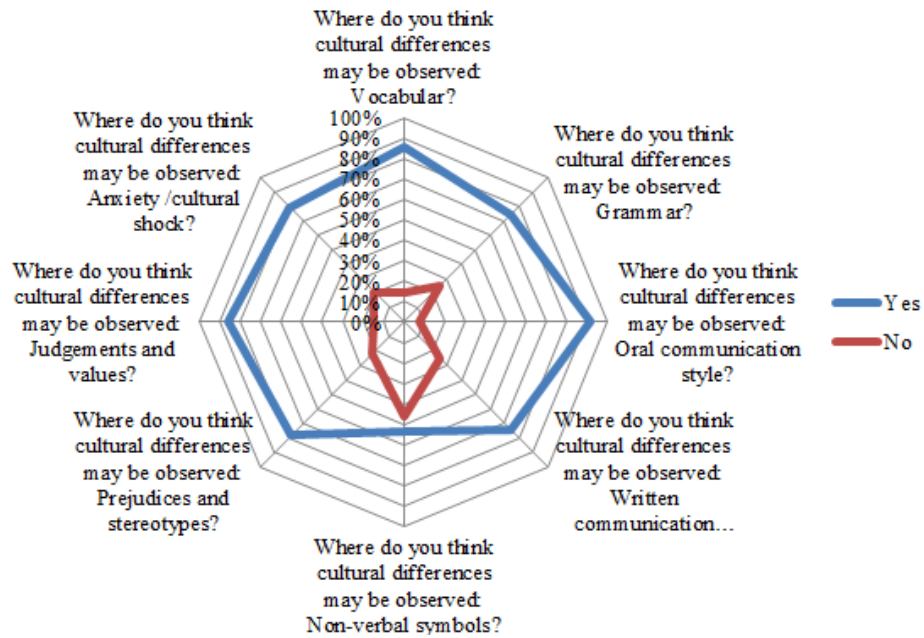 Where do you think
cultural differences
may be observed:
Vocabular?
Where do you think
cultural differences
may be observed:
Grammar?
Where do you think
cultural differences
may be observed:
Oral communication
style?
Where do you think
cultural differences
may be observed:
Written
communication…
Where do you think
cultural differences
may be observed:
Non-verbal symbols?
Where do you think
cultural differences
may be observed:
Prejudices and
stereotypes?
Where do you think
cultural differences
may be observed:
Judgements and
values?
Where do you think
cultural differences
may be observed:
Anxiety /cultural
shock?
100%
90%
80%
70%
60%
50%
40%
30%
20%
10%
0%
Yes
No